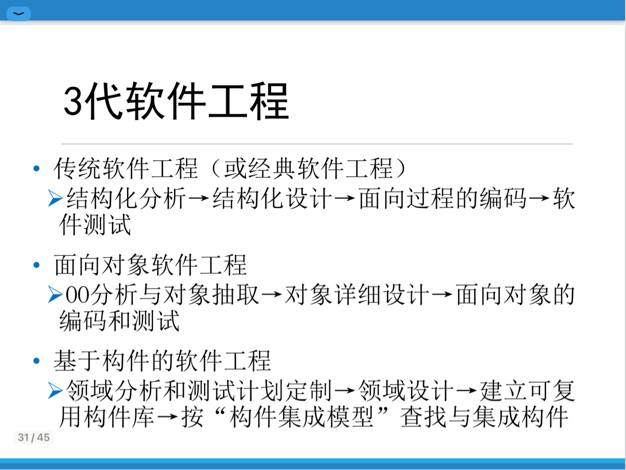 3代软件工程
• 传统软件工程（或经典软件工程）
➢结构化分析→结构化设计→面向过程的编码→软
件测试
• 面向对象软件工程
➢OO分析与对象抽取→对象详细设计→面向对象的
编码和测试
• 基于构件的软件工程
➢领域分析和测试计划定制→领域设计→建立可复
用构件库→按“构件集成模型”查找与集成构件
31 / 45